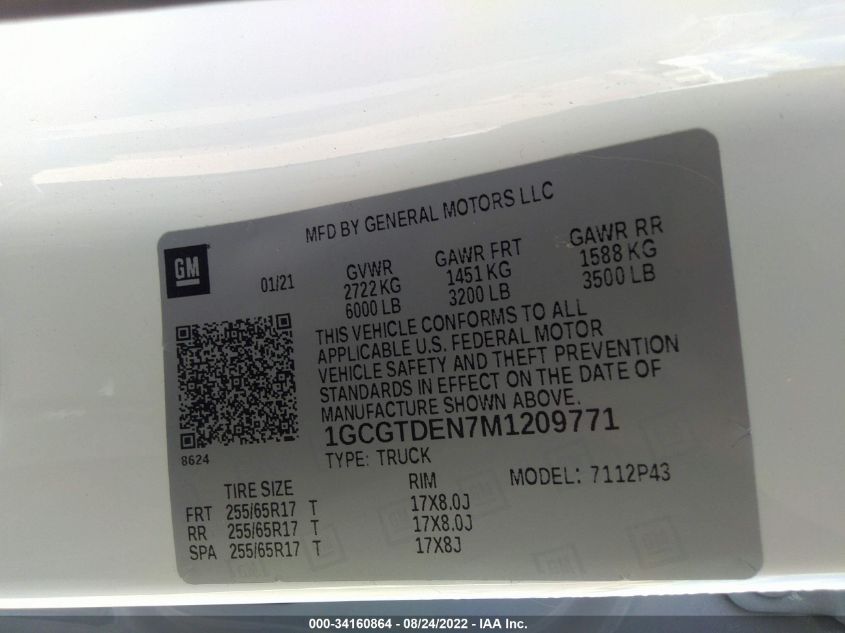 MFD BY GENERAL MOTORS LLC
GM
01/21
GVWR GAWR FRT GAWR RR
2722 KG 1451 KG 1588 KG
6000 LB 3200 LB 3500 LB
THIS VEHICLE CONFORMS TO ALL
APPLICABLE U.S. FEDERAL MOTOR
VEHICLE SAFETY AND THEFT PREVENTION
STANDARDS IN EFFECT ON THE DATE OF
MANUFACTURE SHOWN ABOVE.
1GCGTDEN7M1209771
8624
TYPE: TRUCK
MODEL: 7112P43
TIRE SIZE RIM
FRT 255/65R17 T 17X8.0J
RR 255/65R17 T 17X8.0J
SPA 255/65R17 T 17X8J
000-34160864 - 08/24/2022 - IAA Inc.